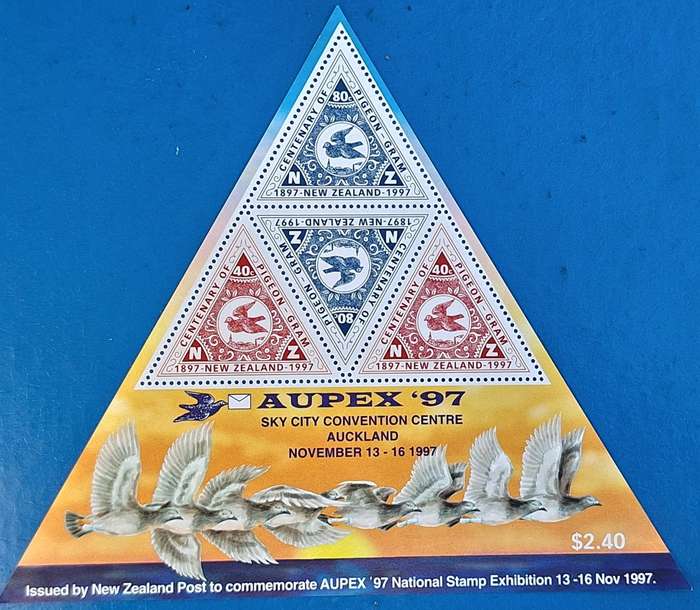 80c
CENTENARY OF PIGEON-GRAM
N Z
1897-NEW ZEALAND-1997
1897-NEW ZEALAND-1997
N Z
CENTENARY OF PIGEON-GRAM
80c
40c
CENTENARY OF PIGEON-GRAM
N Z
1897-NEW ZEALAND-1997
40c
CENTENARY OF PIGEON-GRAM
N Z
1897-NEW ZEALAND-1997
AUPEX '97
SKY CITY CONVENTION CENTRE
AUCKLAND
NOVEMBER 13 - 16 1997
$2.40
Issued by New Zealand Post to commemorate AUPEX '97 National Stamp Exhibition 13 -16 Nov 1997.